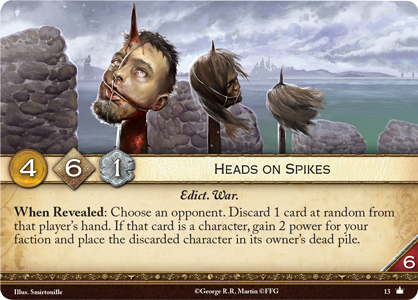 4 6 1 HEADS ON SPIKES
Edict. War.
When Revealed: Choose an opponent. Discard 1 card at random from
that player's hand. If that card is a character, gain 2 power for your
faction and place the discarded character in its owner's dead pile.
6
Illus. Smirtouille ©George R.R. Martin ©FFG 13